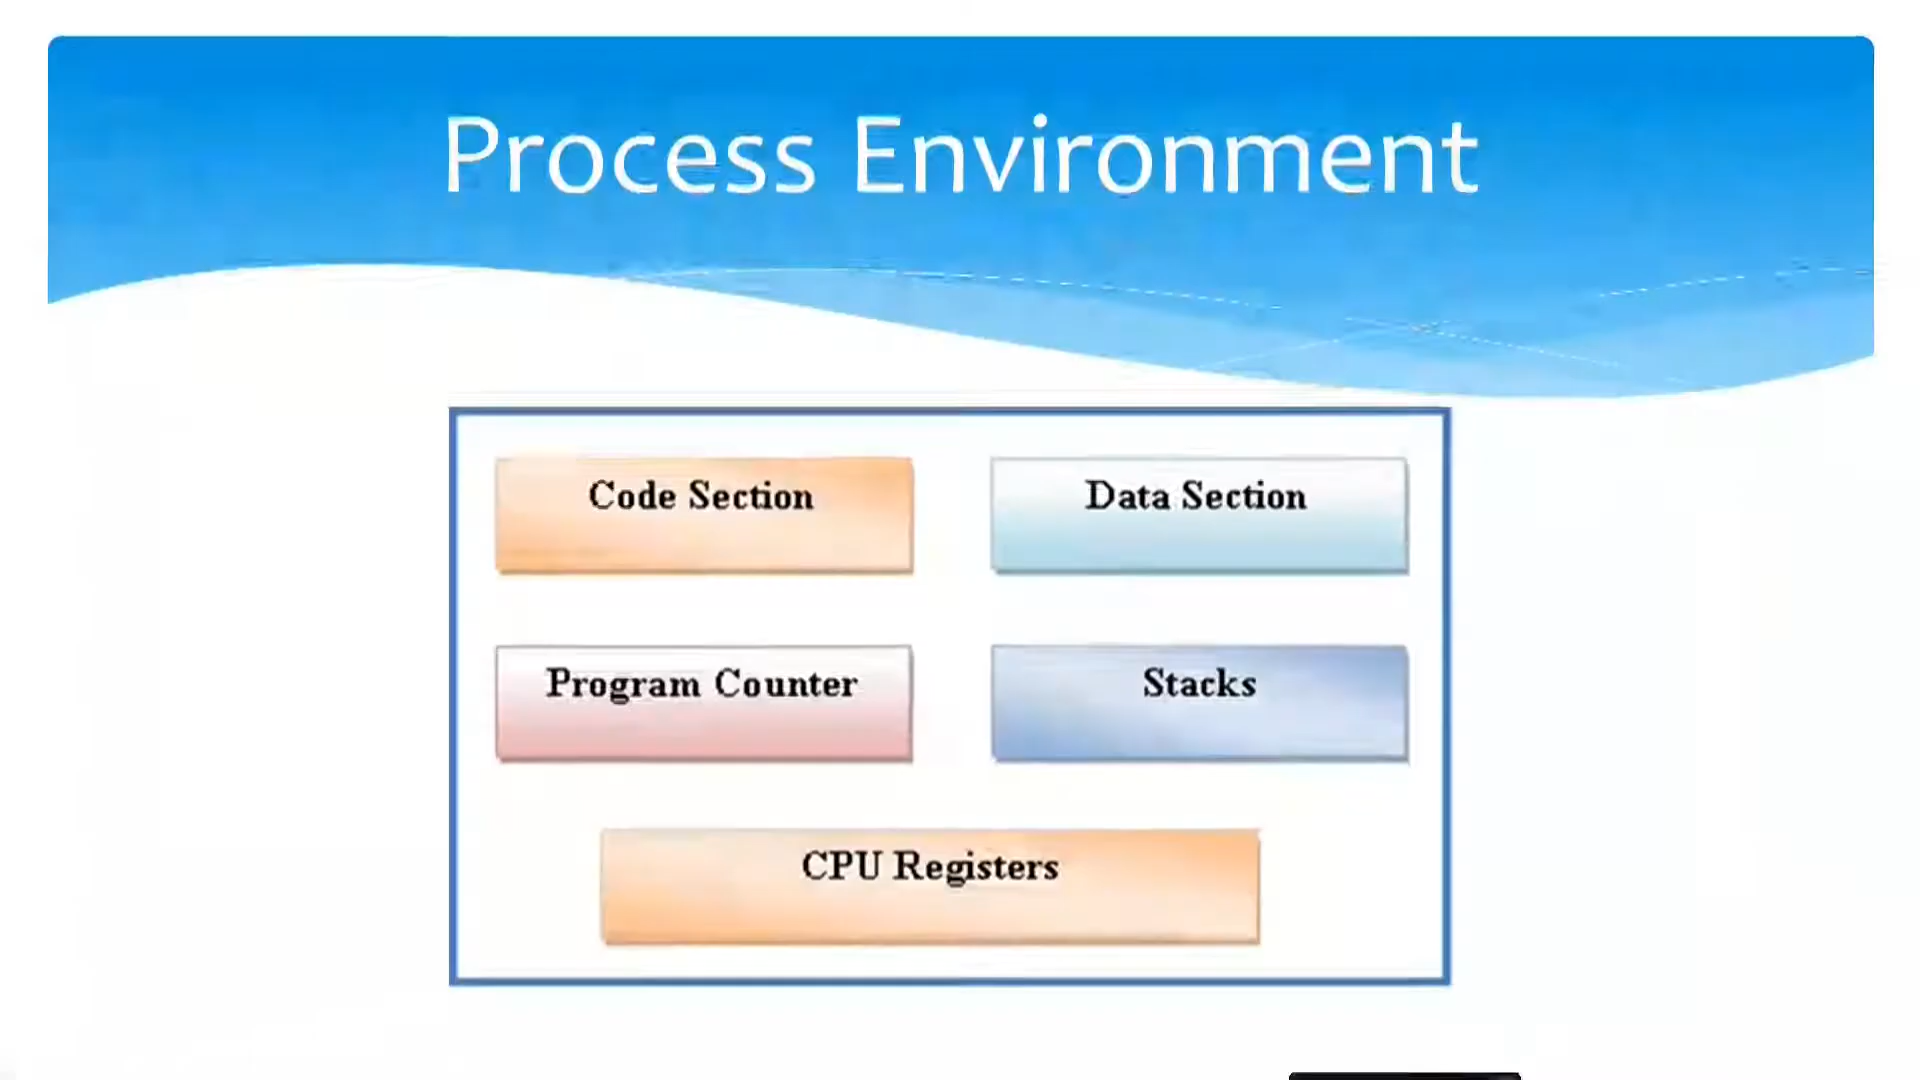 Process Environment
Code Section
Data Section
Program Counter
Stacks
CPU Registers